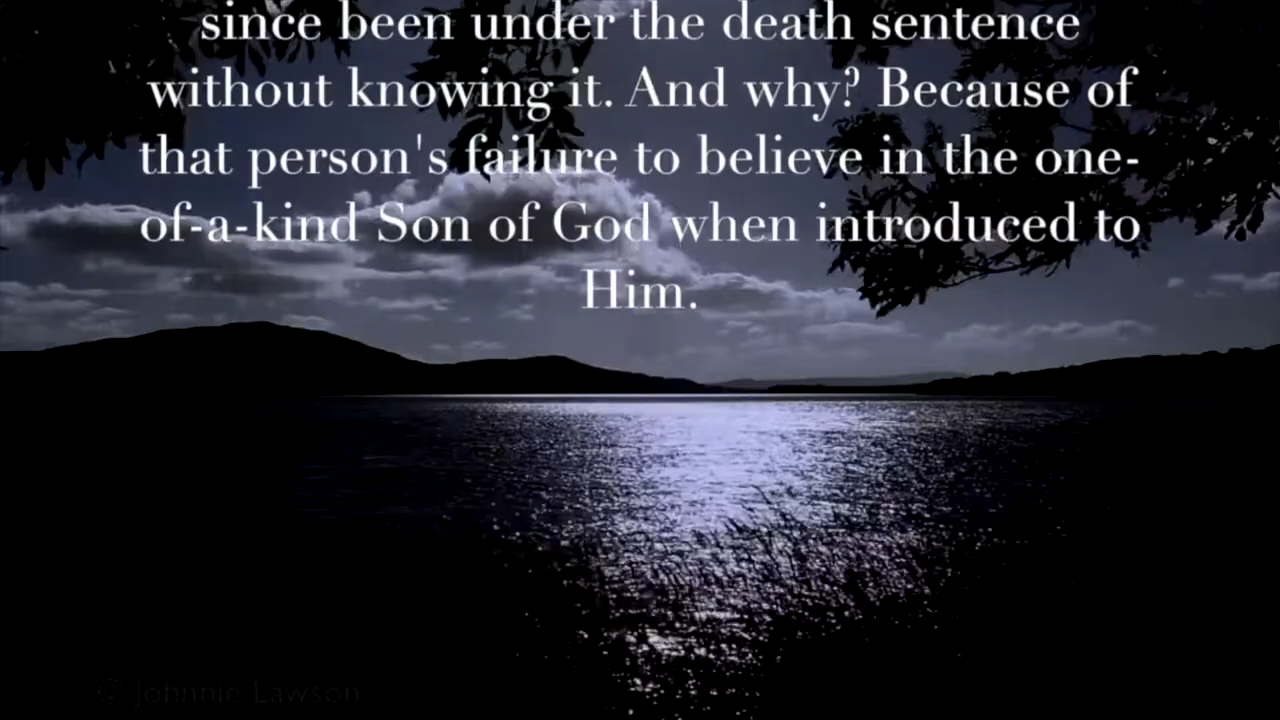 since been under the death sentence
without knowing it. And why? Because of
that person's failure to believe in the one-
of-a-kind Son of God when introduced to
Him.
© Johnnie Lawson